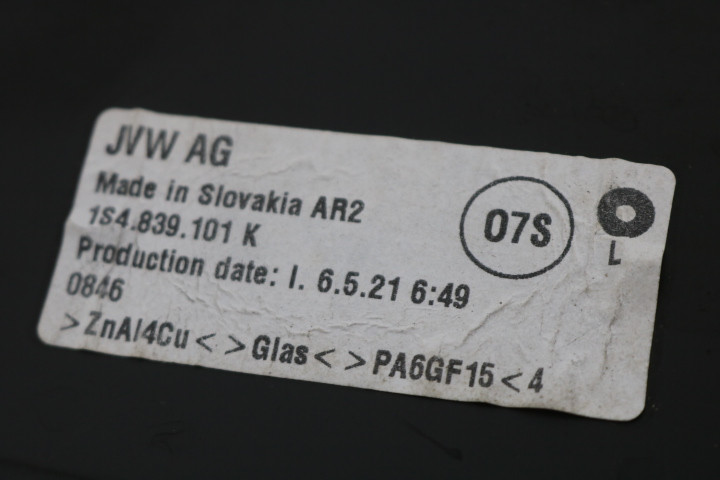 JVW AG
Made in Slovakia AR2
1S4.839.101 K
Production date: I. 6.5.21 6:49
0846
>ZnAl4Cu< >Glas< >PA6GF15<4
07S
L